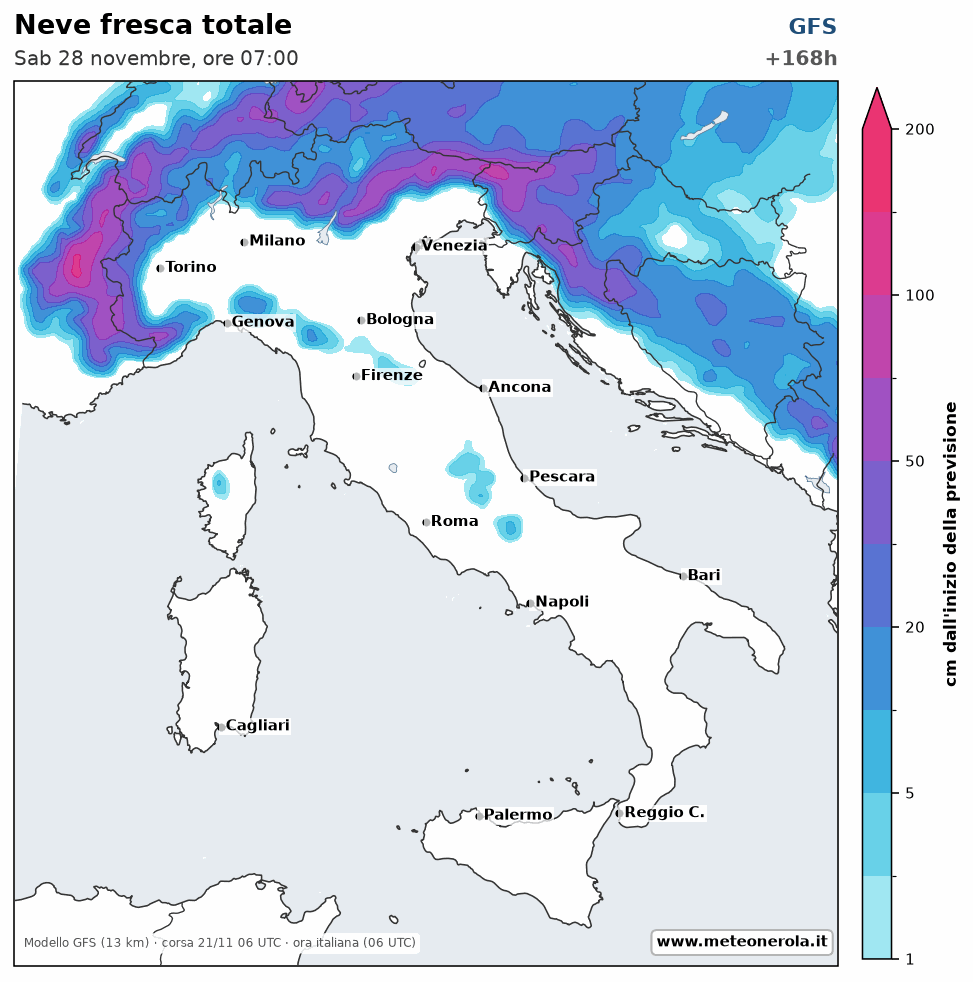 Neve fresca totale
GFS
Sab 28 novembre, ore 07:00
+168h
Milano
Venezia
Torino
Genova
Bologna
Firenze
Ancona
Pescara
Roma
Bari
Napoli
Cagliari
Palermo
Reggio C.
200
100
50
20
5
1
cm dall'inizio della previsione
Modello GFS (13 km) · corsa 21/11 06 UTC · ora italiana (06 UTC)
www.meteonerola.it